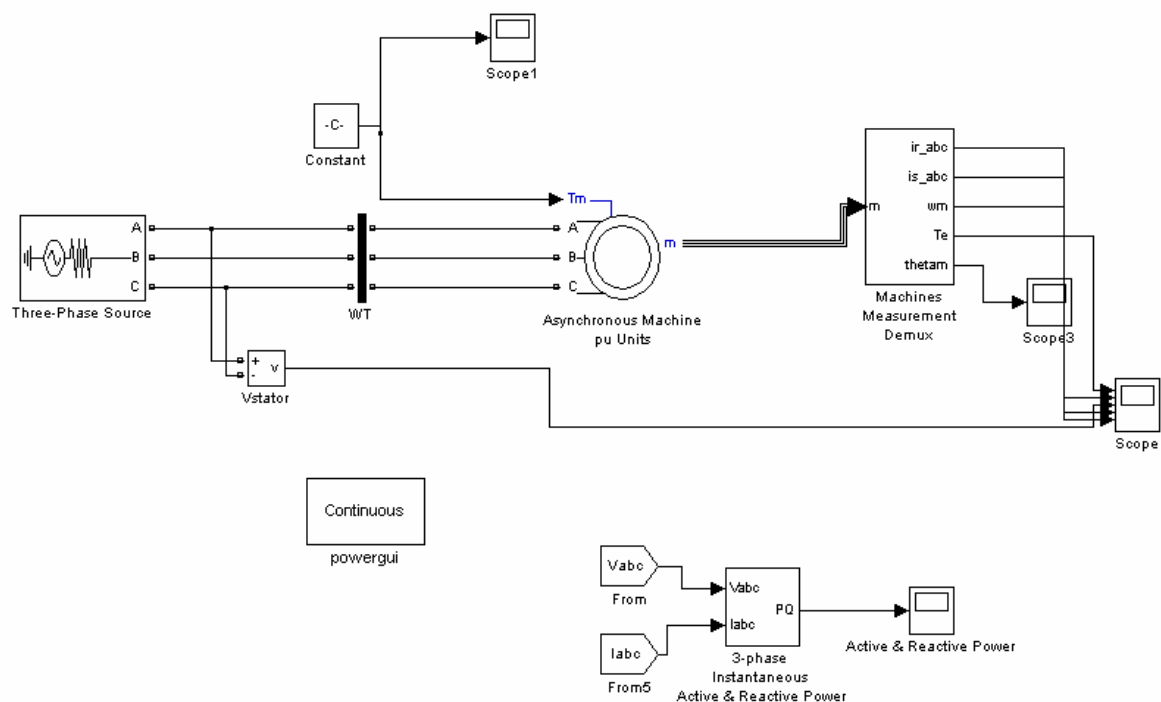 Scope1
-C-
Constant
Tm
A
B
C
Three-Phase Source
WT
A
B
C
m
Asynchronous Machine
pu Units
m
ir_abc
is_abc
wm
Te
thetam
Machines
Measurement
Demux
Scope3
+
-
v
Vstator
Scope
Continuous
powergui
Vabc
From
Iabc
From5
Vabc
Iabc
PQ
3-phase
Instantaneous
Active & Reactive Power
Active & Reactive Power